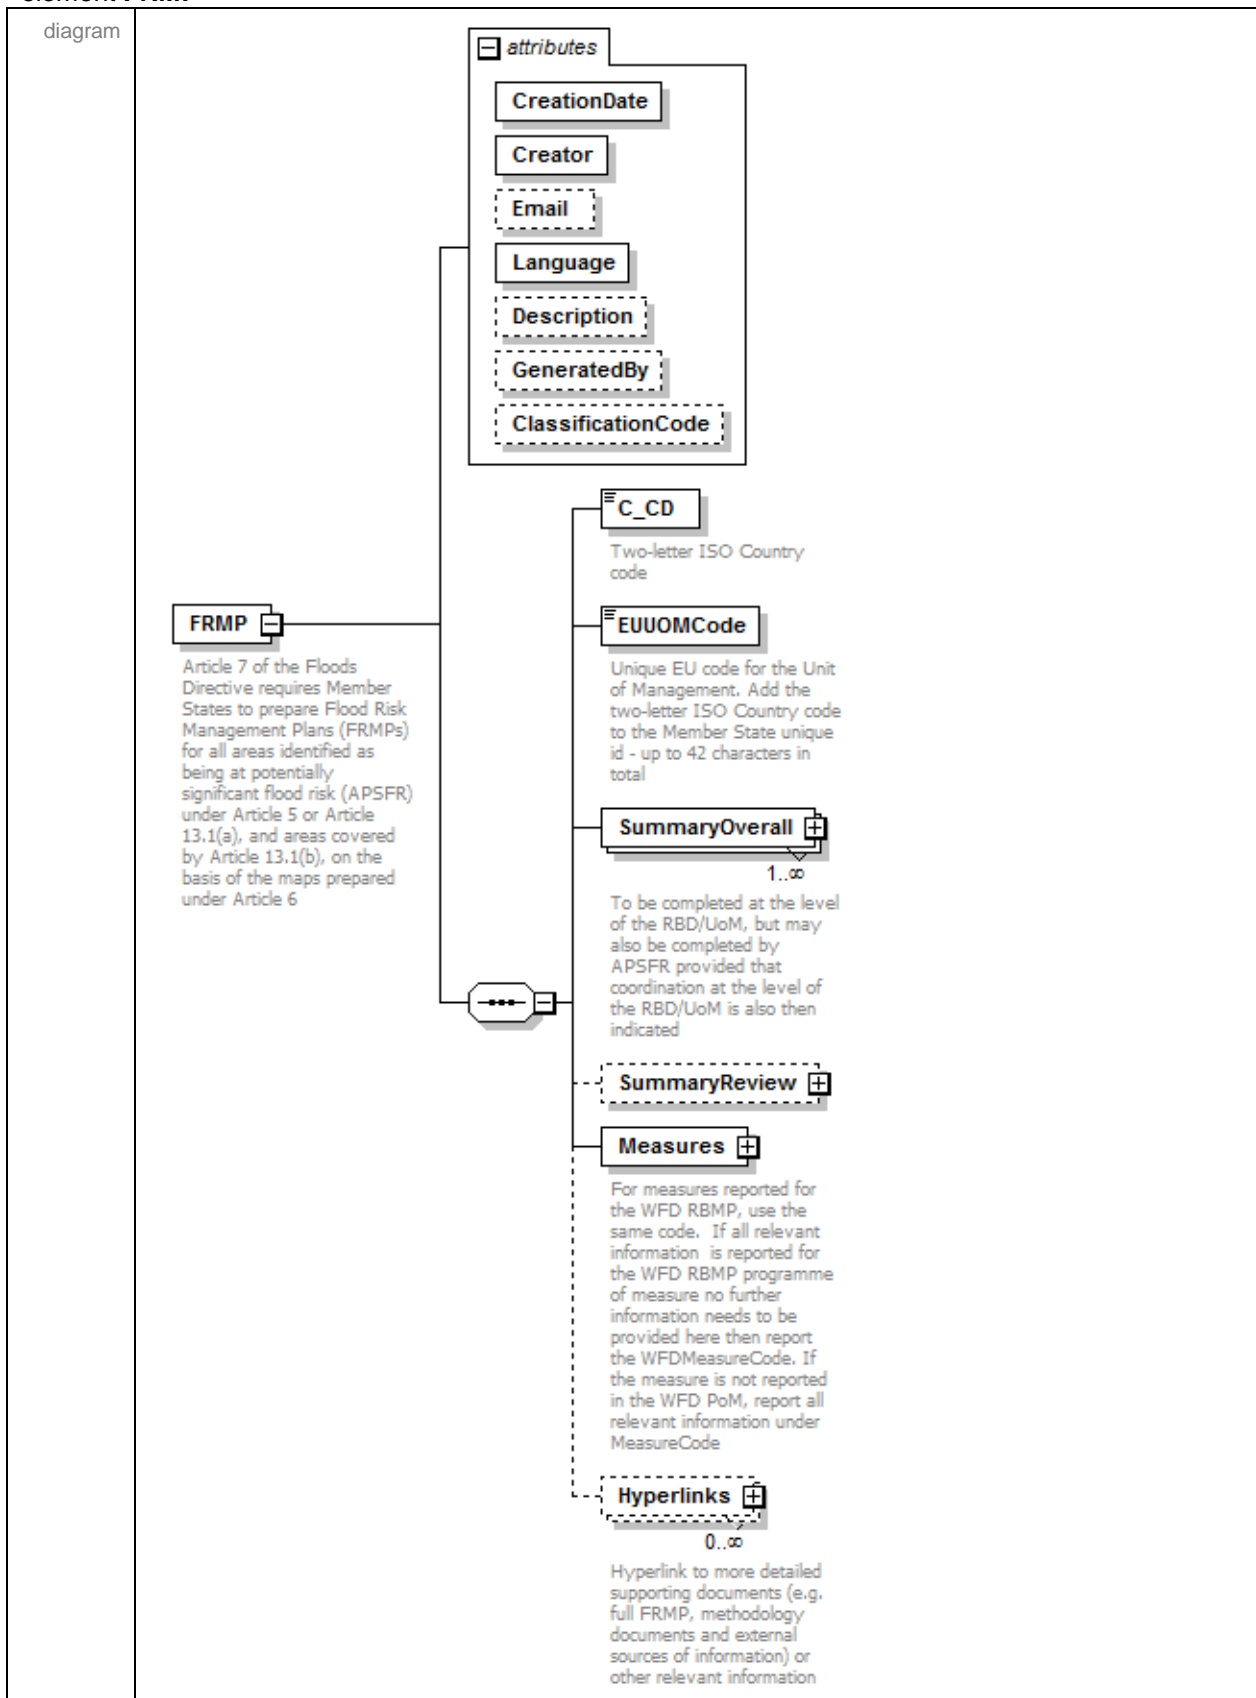 element FRMP
diagram
attributes
CreationDate
Creator
Email
Language
Description
GeneratedBy
ClassificationCode
C_CD
Two-letter ISO Country
code
FRMP
Article 7 of the Floods
Directive requires Member
States to prepare Flood Risk
Management Plans (FRMPs)
for all areas identified as
being at potentially
significant flood risk (APSFR)
under Article 5 or Article
13.1(a), and areas covered
by Article 13.1(b), on the
basis of the maps prepared
under Article 6
EUUOMCode
Unique EU code for the Unit
of Management. Add the
two-letter ISO Country code
to the Member State unique
id - up to 42 characters in
total
SummaryOverall
1..∞
To be completed at the level
of the RBD/UoM, but may
also be completed by
APSFR provided that
coordination at the level of
the RBD/UoM is also then
indicated
SummaryReview
Measures
For measures reported for
the WFD RBMP, use the
same code.  If all relevant
information  is reported for
the WFD RBMP programme
of measure no further
information needs to be
provided here then report
the WFDMeasureCode. If
the measure is not reported
in the WFD PoM, report all
relevant information under
MeasureCode
Hyperlinks
0..∞
Hyperlink to more detailed
supporting documents (e.g.
full FRMP, methodology
documents and external
sources of information) or
other relevant information